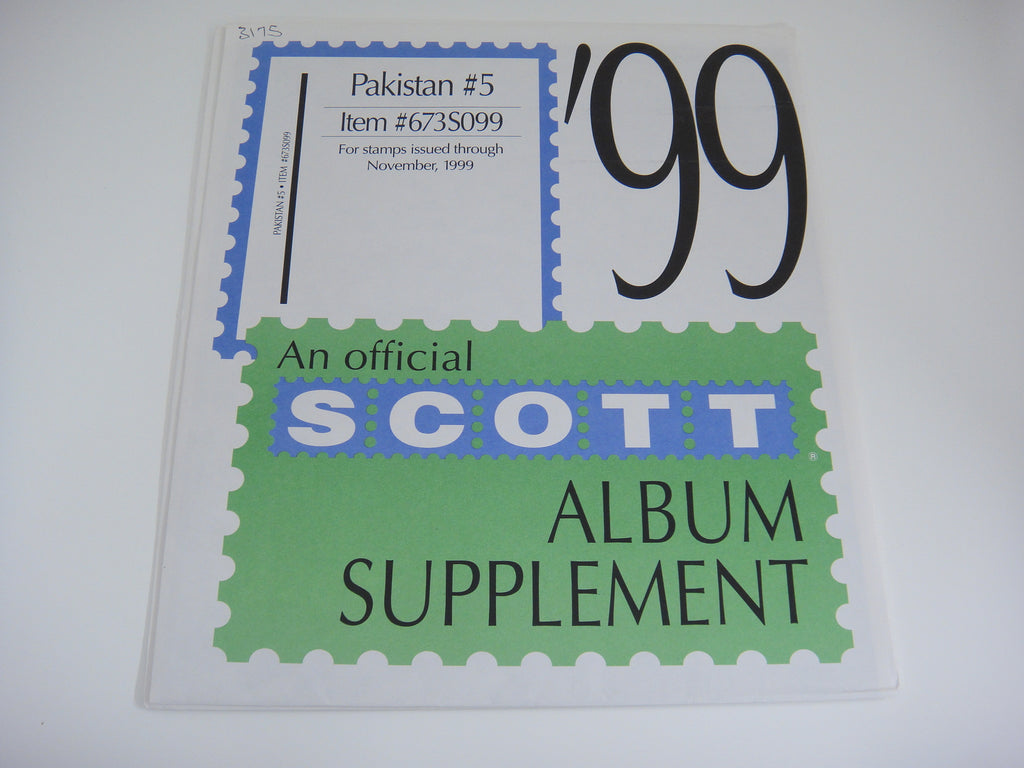 3175
Pakistan #5
Item #673S099
For stamps issued through
November, 1999
PAKISTAN #5 • ITEM #673S099
'99
An official
SCOTT
®
ALBUM
SUPPLEMENT